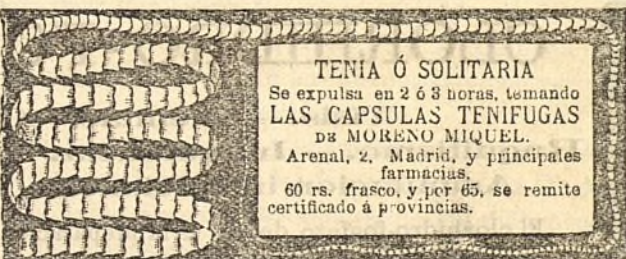 TENIA Ó SOLITARIA
Se expulsa en 2 ó 3 horas, tomando
LAS CAPSULAS TENIFUGAS
DE MORENO MIQUEL.
Arenal, 2, Madrid, y principales
farmacias.
60 rs. frasco, y por 65, se remite
certificado á provincias.